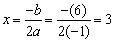 x = -b/2a = -(6)/2(-1) = 3